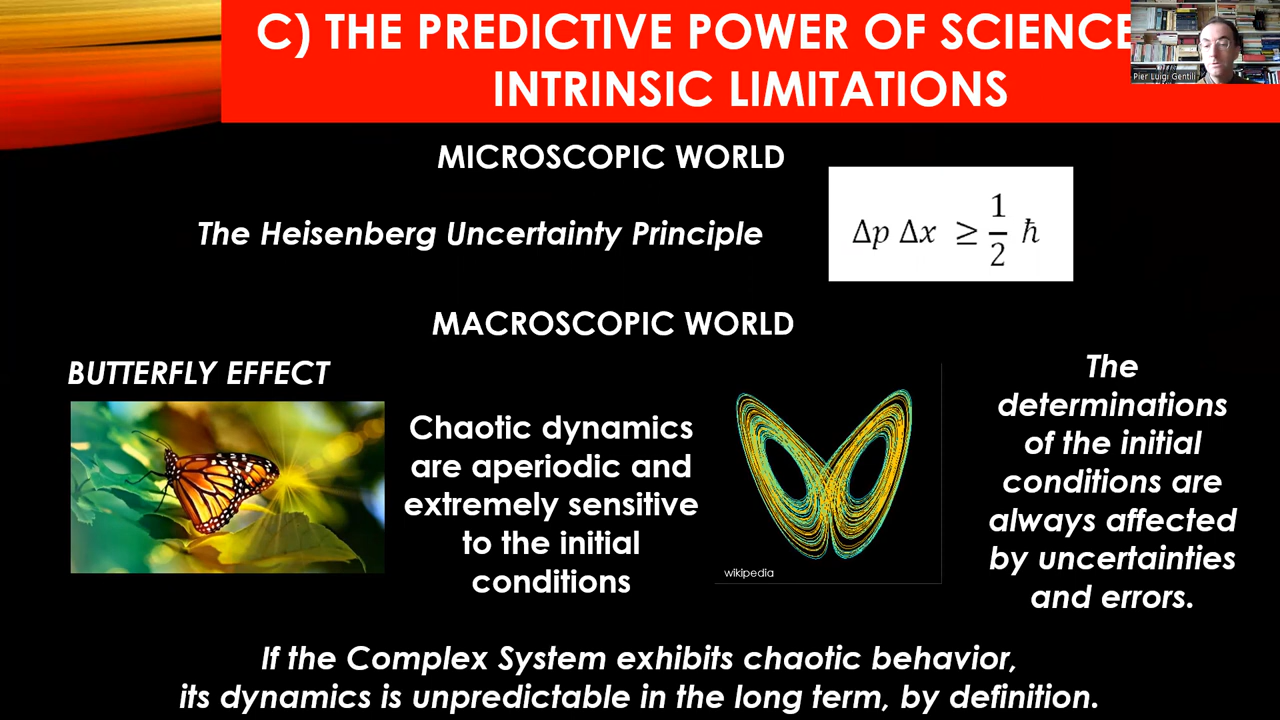 C) THE PREDICTIVE POWER OF SCIENCE
INTRINSIC LIMITATIONS
Pier Luigi Gentili
MICROSCOPIC WORLD
The Heisenberg Uncertainty Principle
Δp Δx ≥ 1/2 ħ
MACROSCOPIC WORLD
BUTTERFLY EFFECT
Chaotic dynamics
are aperiodic and
extremely sensitive
to the initial
conditions
wikipedia
The
determinations
of the initial
conditions are
always affected
by uncertainties
and errors.
If the Complex System exhibits chaotic behavior,
its dynamics is unpredictable in the long term, by definition.